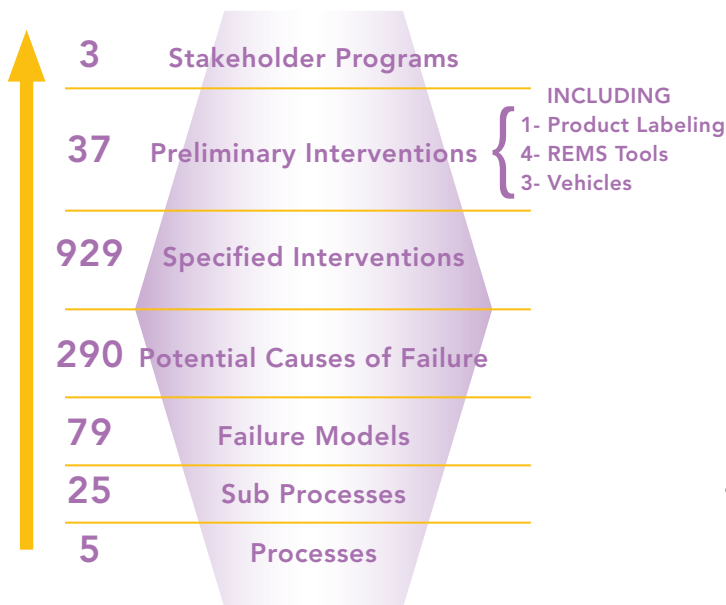 3 Stakeholder Programs
INCLUDING
1- Product Labeling
37 Preliminary Interventions { 4- REMS Tools
3- Vehicles
929 Specified Interventions
290 Potential Causes of Failure
79 Failure Models
25 Sub Processes
5 Processes